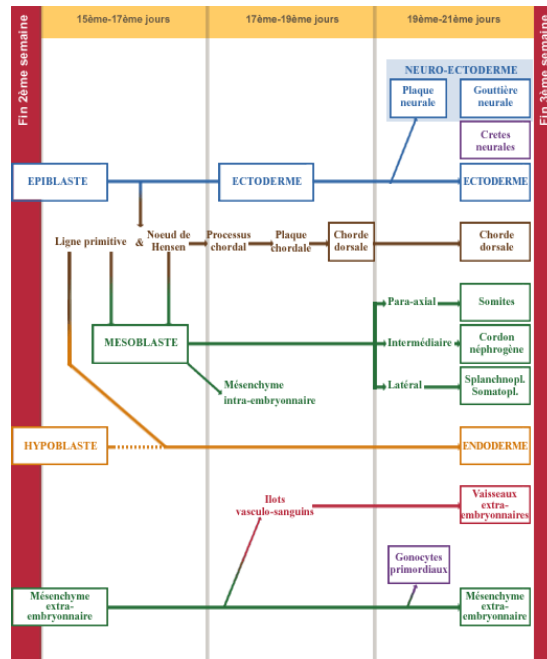 15ème-17ème jours
17ème-19ème jours
19ème-21ème jours
Fin 2ème semaine
Fin 3ème semaine
NEURO-ECTODERME
Plaque
neurale
Gouttière
neurale
Cretes
neurales
EPIBLASTE
ECTODERME
ECTODERME
Ligne primitive
&
Noeud de
Hensen
Processus
chordal
Plaque
chordale
Chorde
dorsale
Chorde
dorsale
Para-axial
Somites
MESOBLASTE
Intermédiaire
Cordon
néphrogène
Mésenchyme
intra-embryonnaire
Latéral
Splanchnopl.
Somatopl.
HYPOBLASTE
ENDODERME
Ilots
vasculo-sanguins
Vaisseaux
extra-
embryonnaires
Gonocytes
primordiaux
Mésenchyme
extra-
embryonnaire
Mésenchyme
extra-
embryonnaire